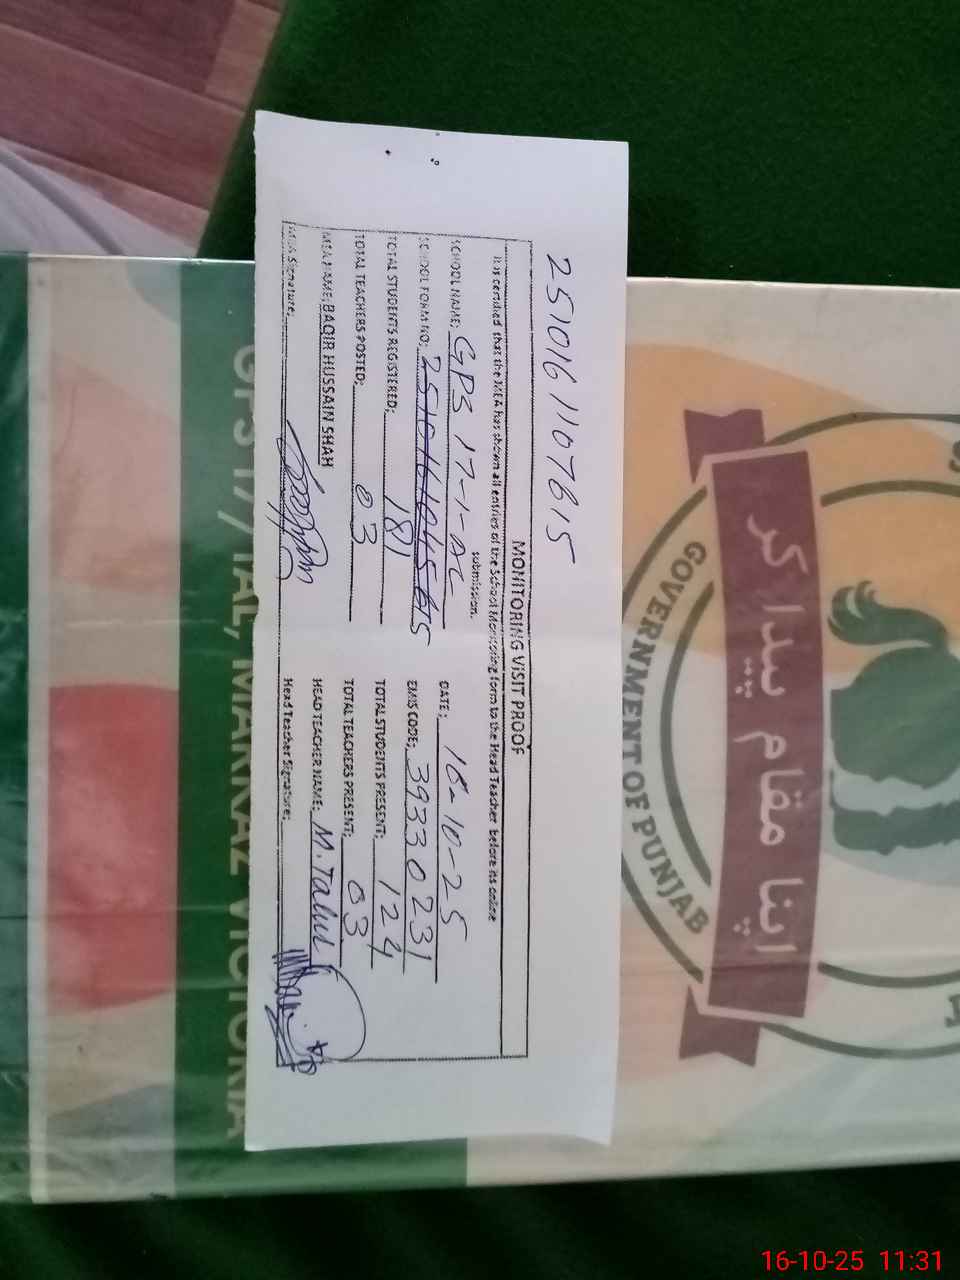 2510161107615
MONITORING VISIT PROOF
It is certified that the MEA has shown all entries of the School Monitoring form to the Head Teacher before its online submission.
SCHOOL NAME: GPS 17-1-AL DATE: 16-10-25
SCHOOL FORM NO: EMIS CODE: 39330231
TOTAL STUDENTS REGISTERED: 181 TOTAL STUDENTS PRESENT: 124
TOTAL TEACHERS POSTED: 03 TOTAL TEACHERS PRESENT: 03
MEA NAME: BAQIR HUSSAIN SHAH HEAD TEACHER NAME: M. Tahir
MEA Signature: Head Teacher Signature:
اپنا مقام پیدا کر
GOVERNMENT OF PUNJAB
GPS 17/1AL, MARKAZ VICTORIA
16-10-25 11:31